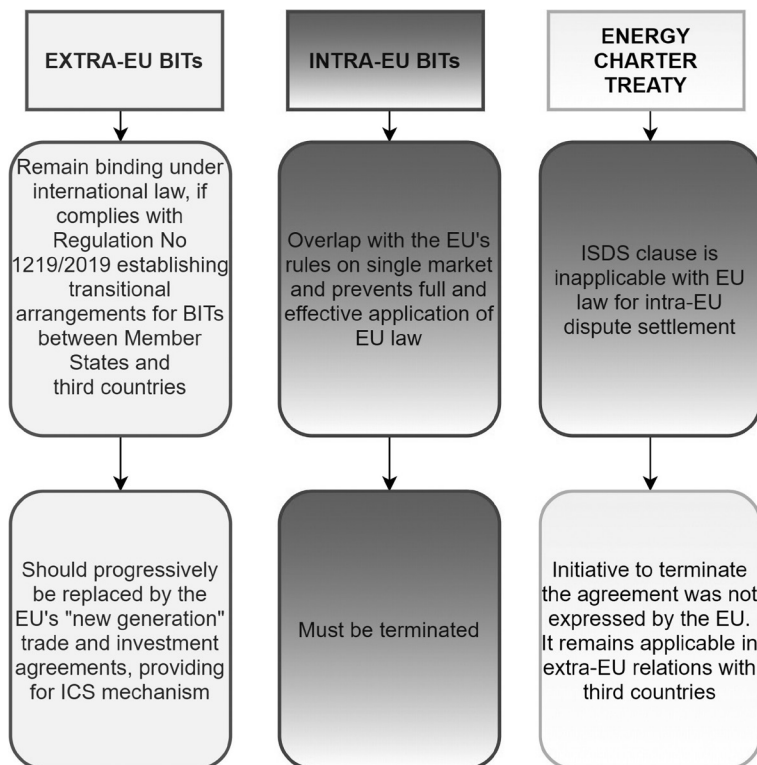 EXTRA-EU BITs
Remain binding under
international law, if
complies with
Regulation No
1219/2019 establishing
transitional
arrangements for BITs
between Member
States and
third countries
Should progressively
be replaced by the
EU's "new generation"
trade and investment
agreements, providing
for ICS mechanism
INTRA-EU BITs
Overlap with the EU's
rules on single market
and prevents full and
effective application of
EU law
Must be terminated
ENERGY
CHARTER
TREATY
ISDS clause is
inapplicable with EU
law for intra-EU
dispute settlement
Initiative to terminate
the agreement was not
expressed by the EU.
It remains applicable in
extra-EU relations with
third countries